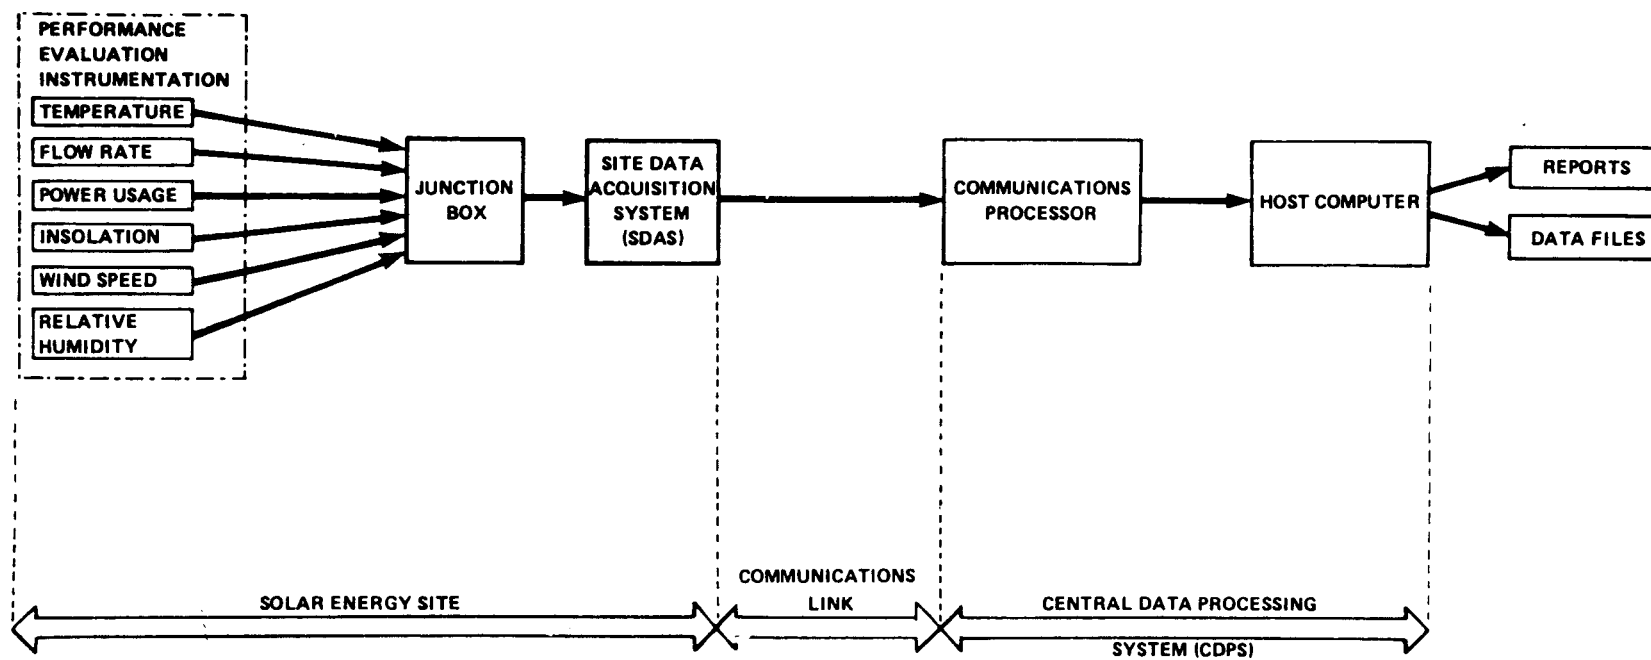 PERFORMANCE
EVALUATION
INSTRUMENTATION
TEMPERATURE
FLOW RATE
POWER USAGE
INSOLATION
WIND SPEED
RELATIVE
HUMIDITY
JUNCTION
BOX
SITE DATA
ACQUISITION
SYSTEM
(SDAS)
COMMUNICATIONS
PROCESSOR
HOST COMPUTER
REPORTS
DATA FILES
SOLAR ENERGY SITE
COMMUNICATIONS
LINK
CENTRAL DATA PROCESSING
SYSTEM (CDPS)